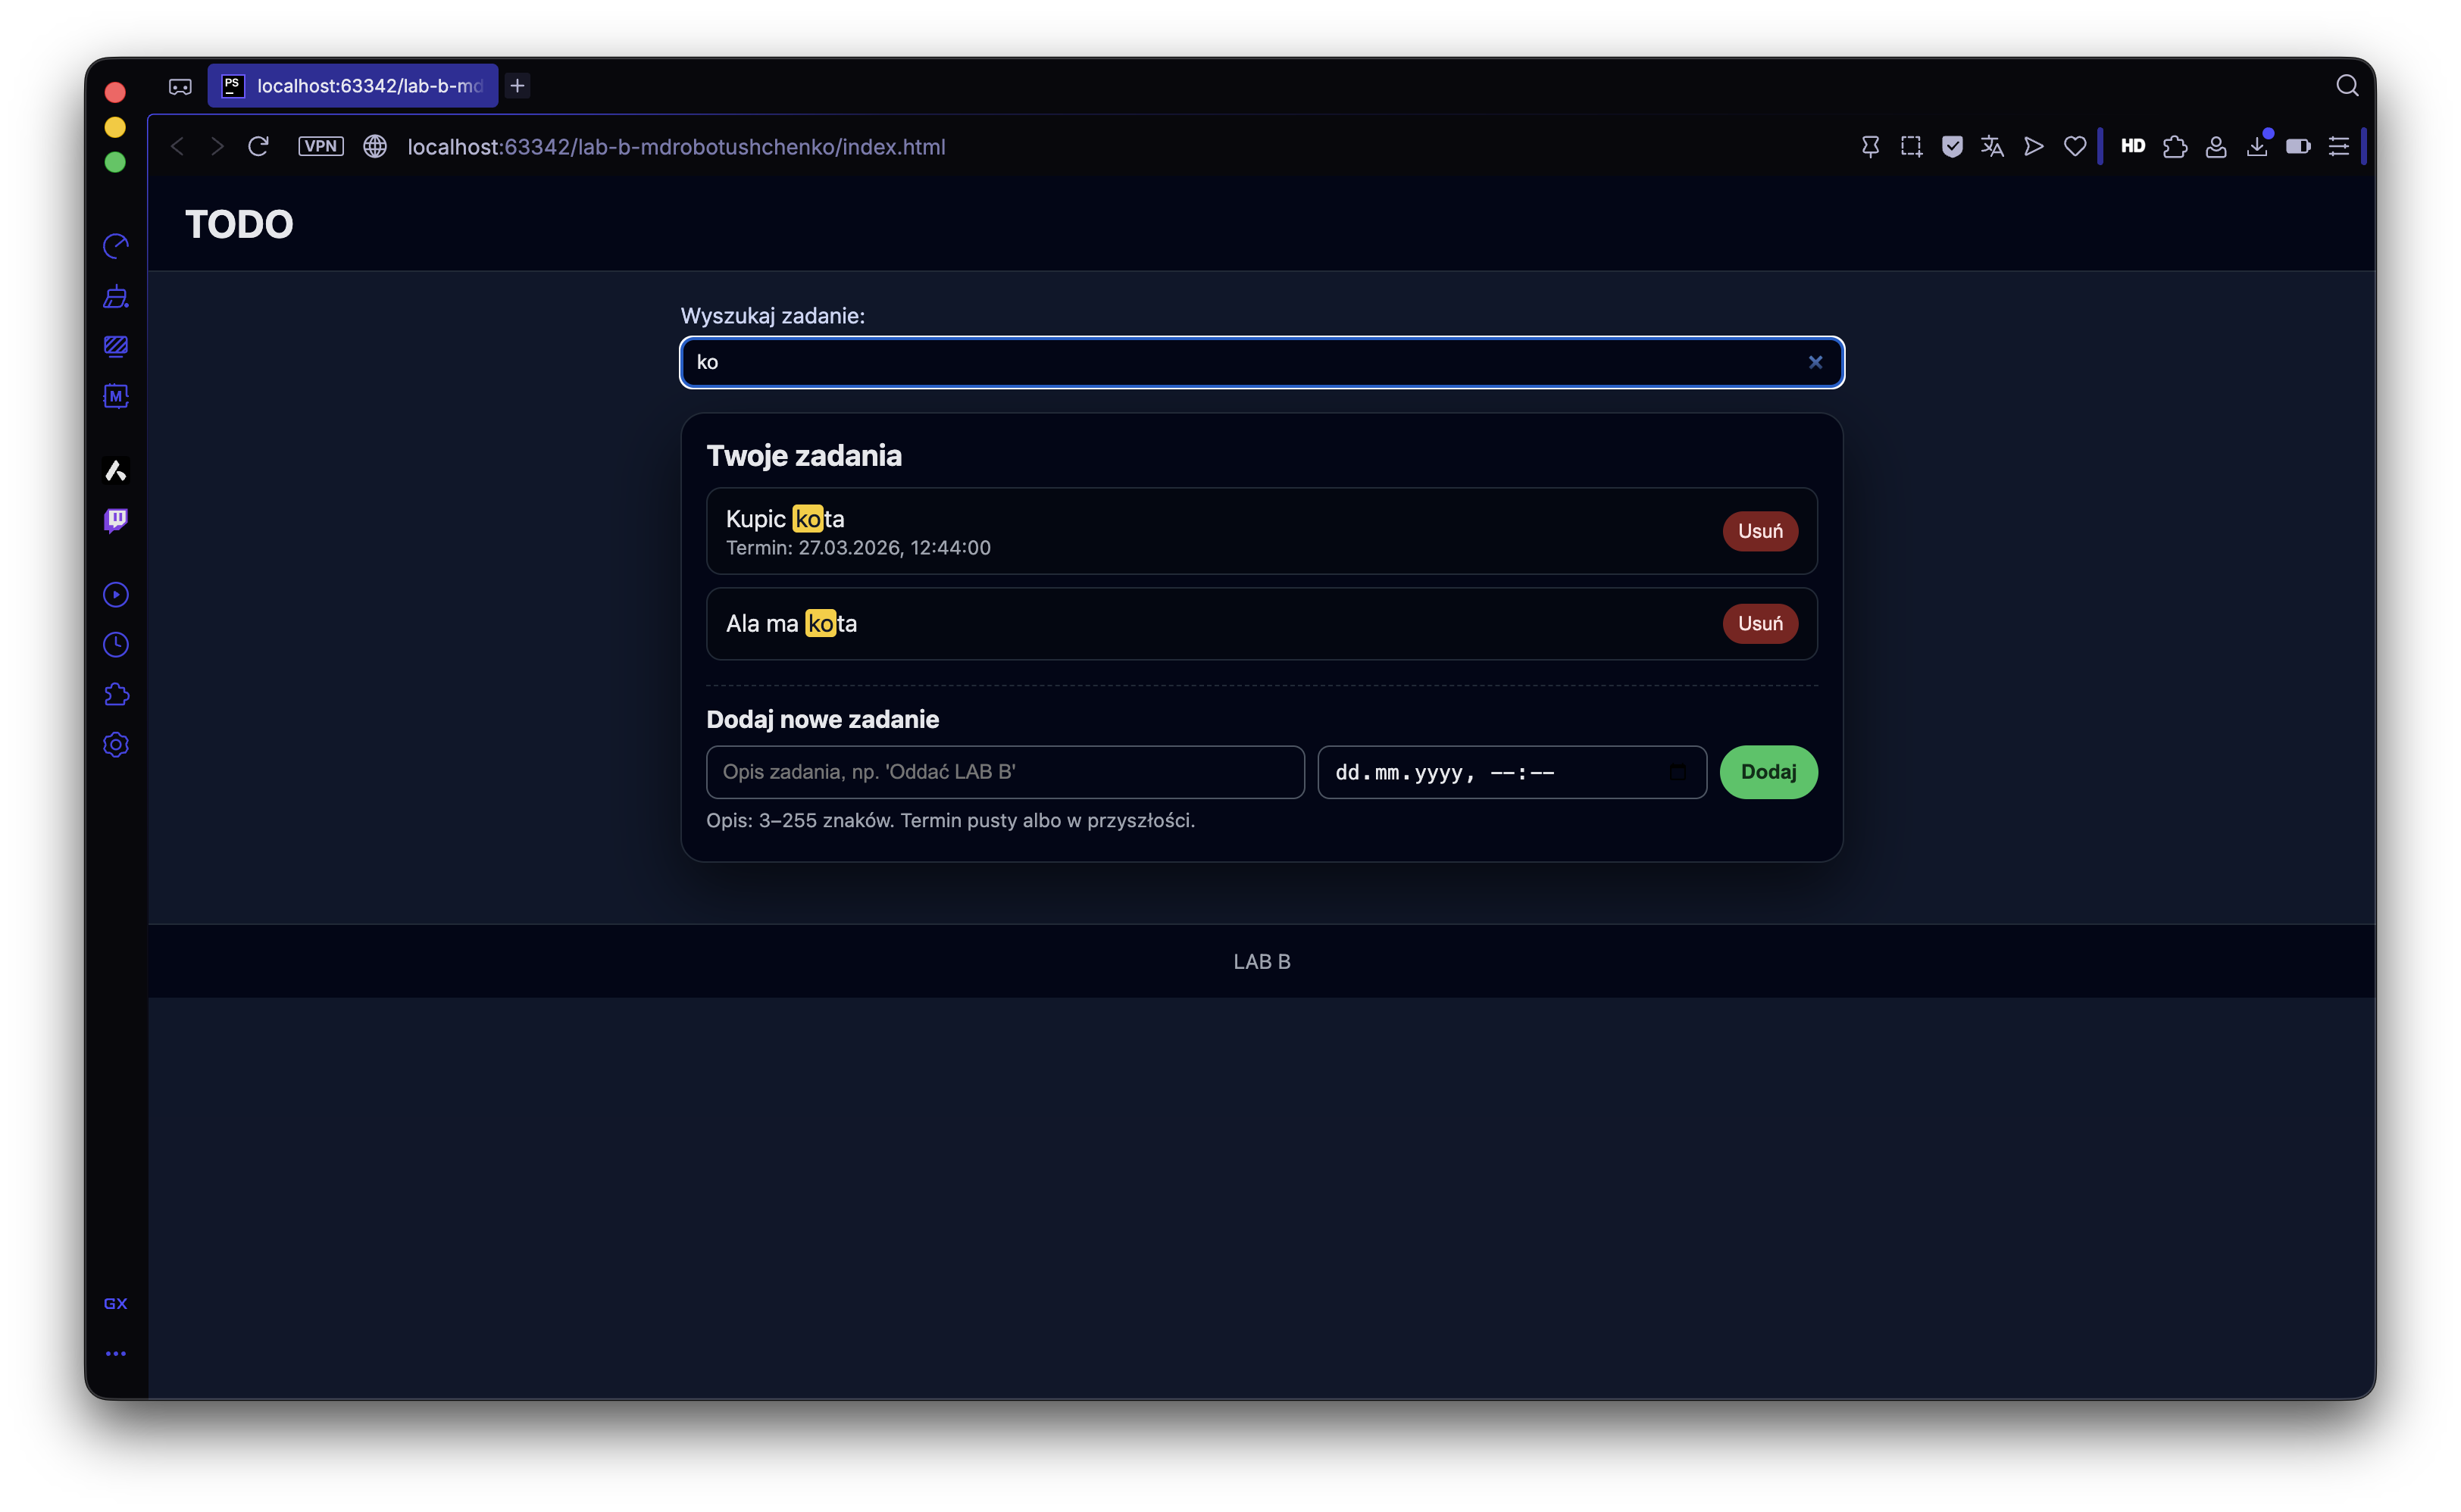 PS
localhost:63342/lab-b-md
VPN
localhost:63342/lab-b-mdrobotushchenko/index.html
HD
TODO
Wyszukaj zadanie:
ko
Twoje zadania
Kupic kota
Termin: 27.03.2026, 12:44:00
Usuń
Ala ma kota
Usuń
Dodaj nowe zadanie
Opis zadania, np. 'Oddać LAB B'
dd.mm.yyyy, --:--
Dodaj
Opis: 3–255 znaków. Termin pusty albo w przyszłości.
LAB B
M
GX